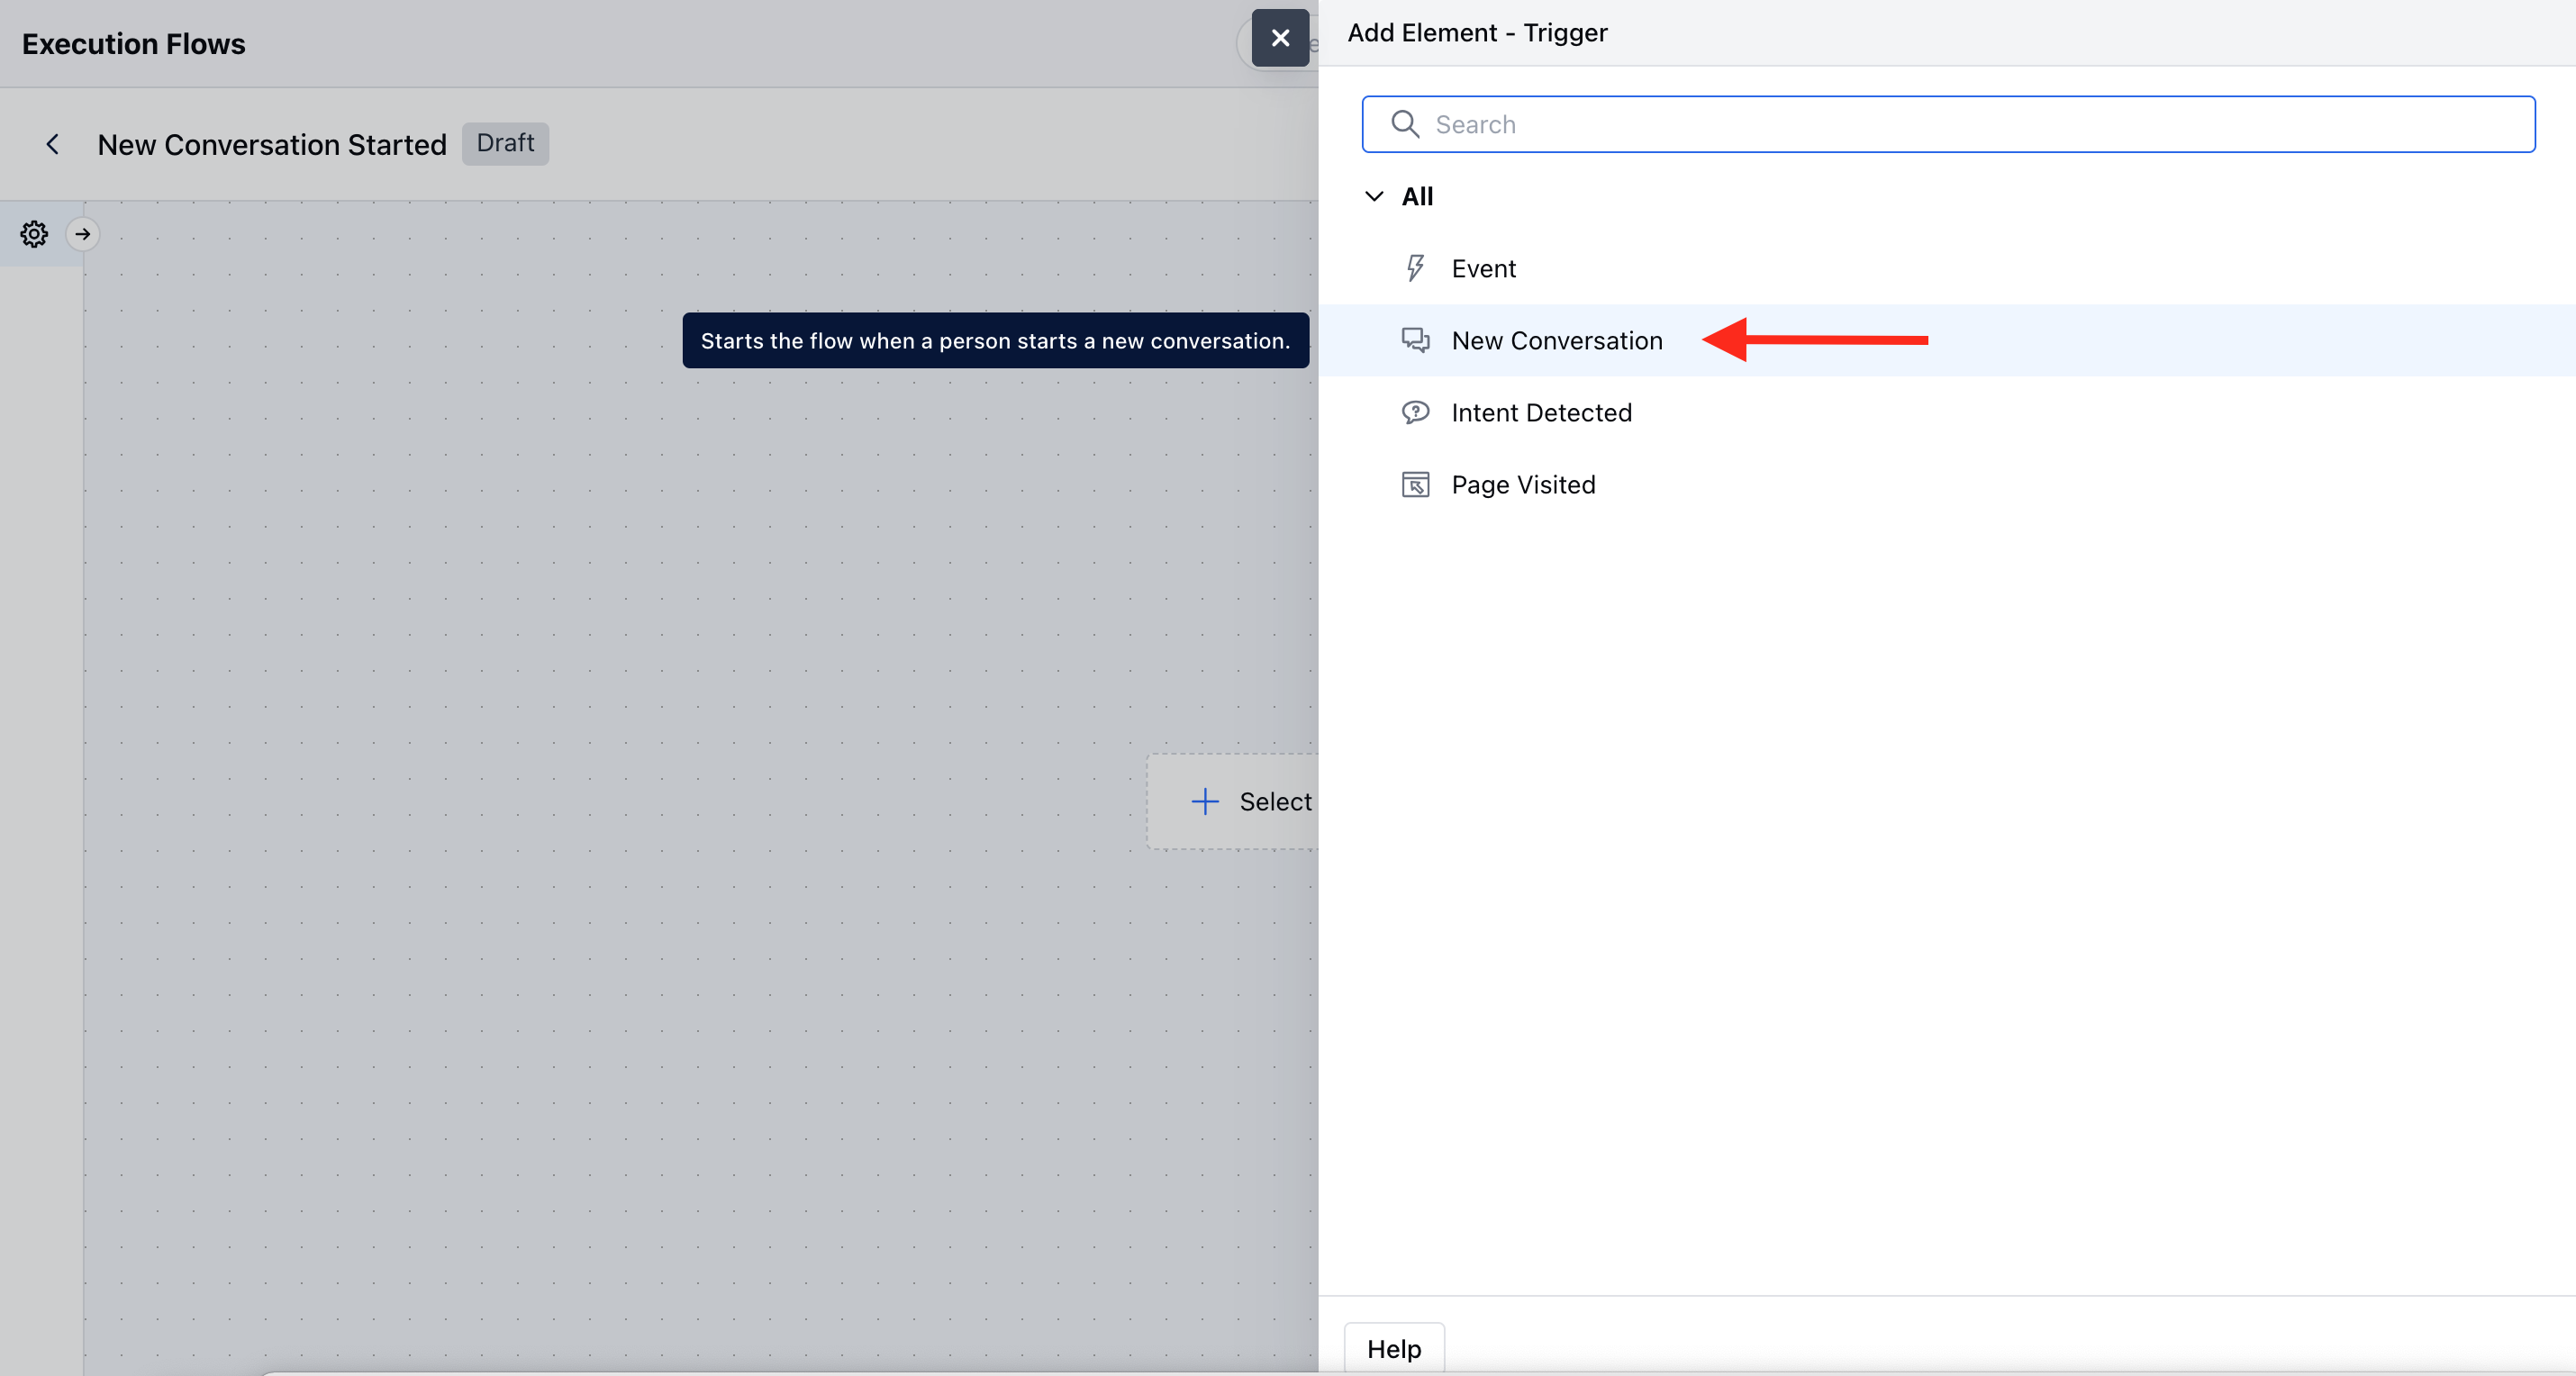 Execution Flows
Add Element - Trigger
Search
New Conversation Started
Draft
All
Event
Starts the flow when a person starts a new conversation.
New Conversation
Intent Detected
Page Visited
Select
Help